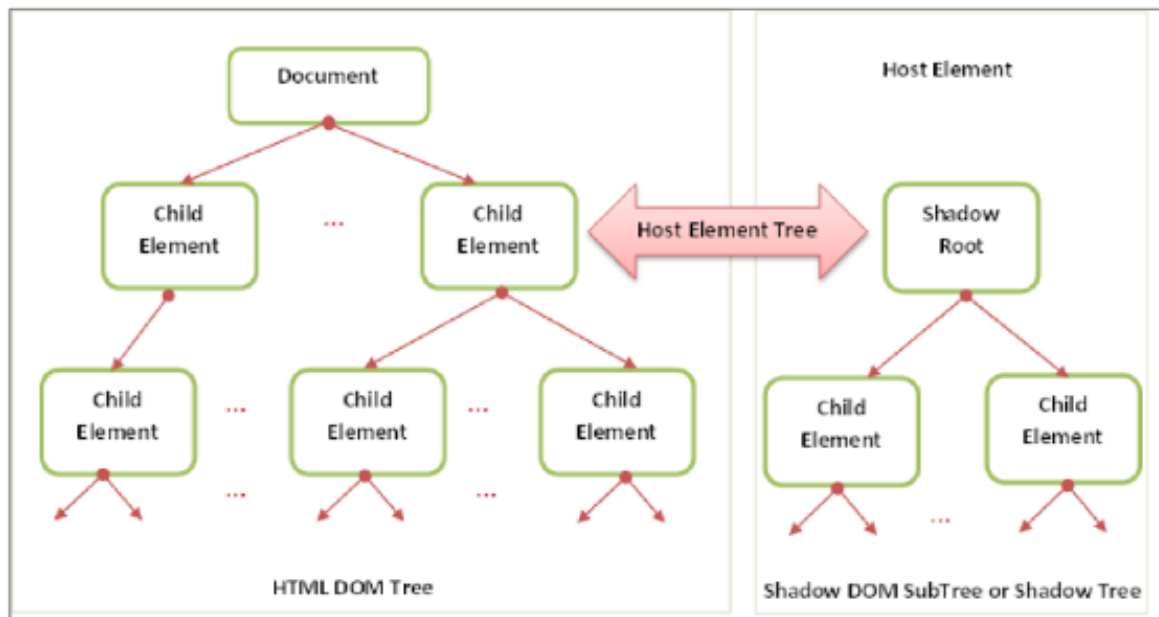 Document
Host Element
Child
Element
...
Child
Element
Host Element Tree
Shadow
Root
Child
Element
...
Child
Element
...
Child
Element
Child
Element
Child
Element
...
...
...
HTML DOM Tree
Shadow DOM SubTree or Shadow Tree